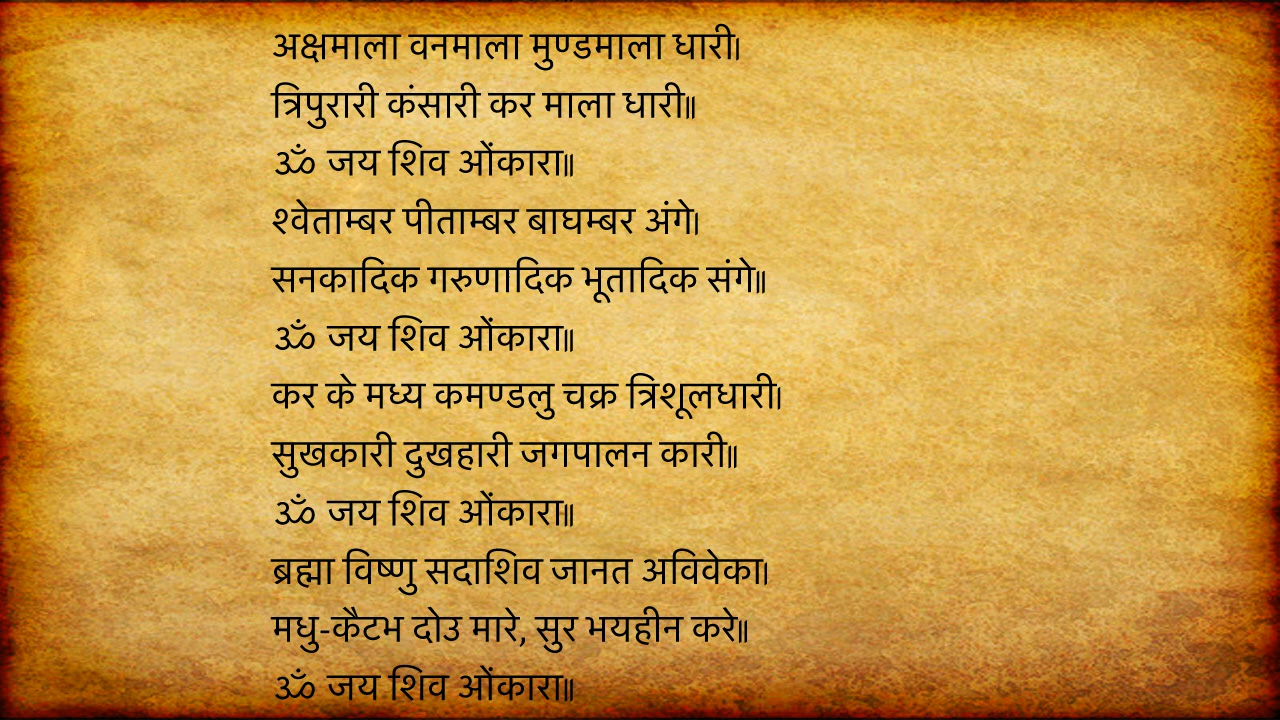 अक्षमाला वनमाला मुण्डमाला धारी।
त्रिपुरारी कंसारी कर माला धारी॥
ॐ जय शिव ओंकारा॥
श्वेताम्बर पीताम्बर बाघम्बर अंगे।
सनकादिक गरुणादिक भूतादिक संगे॥
ॐ जय शिव ओंकारा॥
कर के मध्य कमण्डलु चक्र त्रिशूलधारी।
सुखकारी दुखहारी जगपालन कारी॥
ॐ जय शिव ओंकारा॥
ब्रह्मा विष्णु सदाशिव जानत अविवेका।
मधु-कैटभ दोउ मारे, सुर भयहीन करे॥
ॐ जय शिव ओंकारा॥